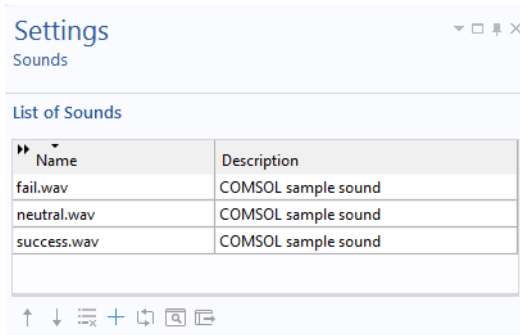 Settings
Sounds
List of Sounds
Name Description
fail.wav COMSOL sample sound
neutral.wav COMSOL sample sound
success.wav COMSOL sample sound